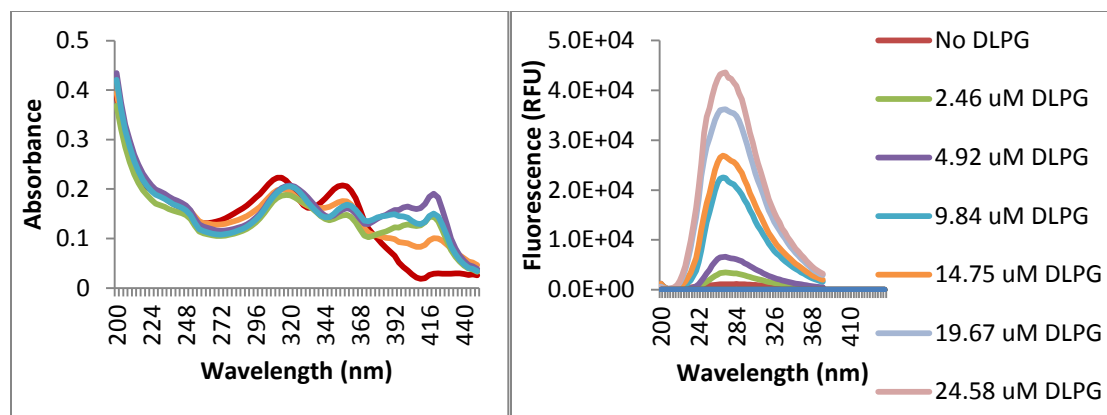 0.5
0.4
0.3
0.2
0.1
0
Absorbance
200
224
248
272
296
320
344
368
392
416
440
Wavelength (nm)
5.0E+04
4.0E+04
3.0E+04
2.0E+04
1.0E+04
0.0E+00
Fluorescence (RFU)
200
242
284
326
368
410
Wavelength (nm)
No DLPG
2.46 uM DLPG
4.92 uM DLPG
9.84 uM DLPG
14.75 uM DLPG
19.67 uM DLPG
24.58 uM DLPG